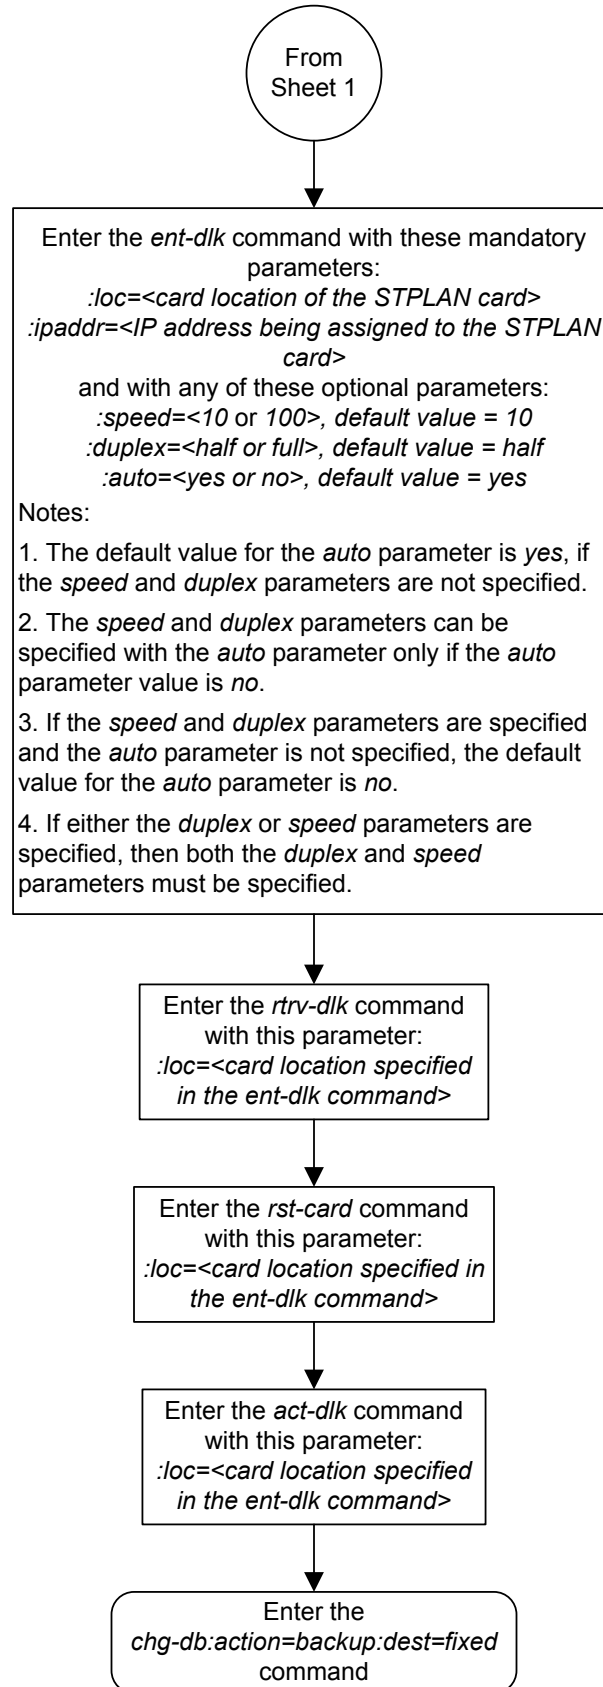 From
Sheet 1
Enter the ent-dlk command with these mandatory
parameters:
:loc=<card location of the STPLAN card>
:ipaddr=<IP address being assigned to the STPLAN
card>
and with any of these optional parameters:
:speed=<10 or 100>, default value = 10
:duplex=<half or full>, default value = half
:auto=<yes or no>, default value = yes
Notes:
1. The default value for the auto parameter is yes, if
the speed and duplex parameters are not specified.
2. The speed and duplex parameters can be
specified with the auto parameter only if the auto
parameter value is no.
3. If the speed and duplex parameters are specified
and the auto parameter is not specified, the default
value for the auto parameter is no.
4. If either the duplex or speed parameters are
specified, then both the duplex and speed
parameters must be specified.
Enter the rtrv-dlk command
with this parameter:
:loc=<card location specified
in the ent-dlk command>
Enter the rst-card command
with this parameter:
:loc=<card location specified in
the ent-dlk command>
Enter the act-dlk command
with this parameter:
:loc=<card location specified
in the ent-dlk command>
Enter the
chg-db:action=backup:dest=fixed
command